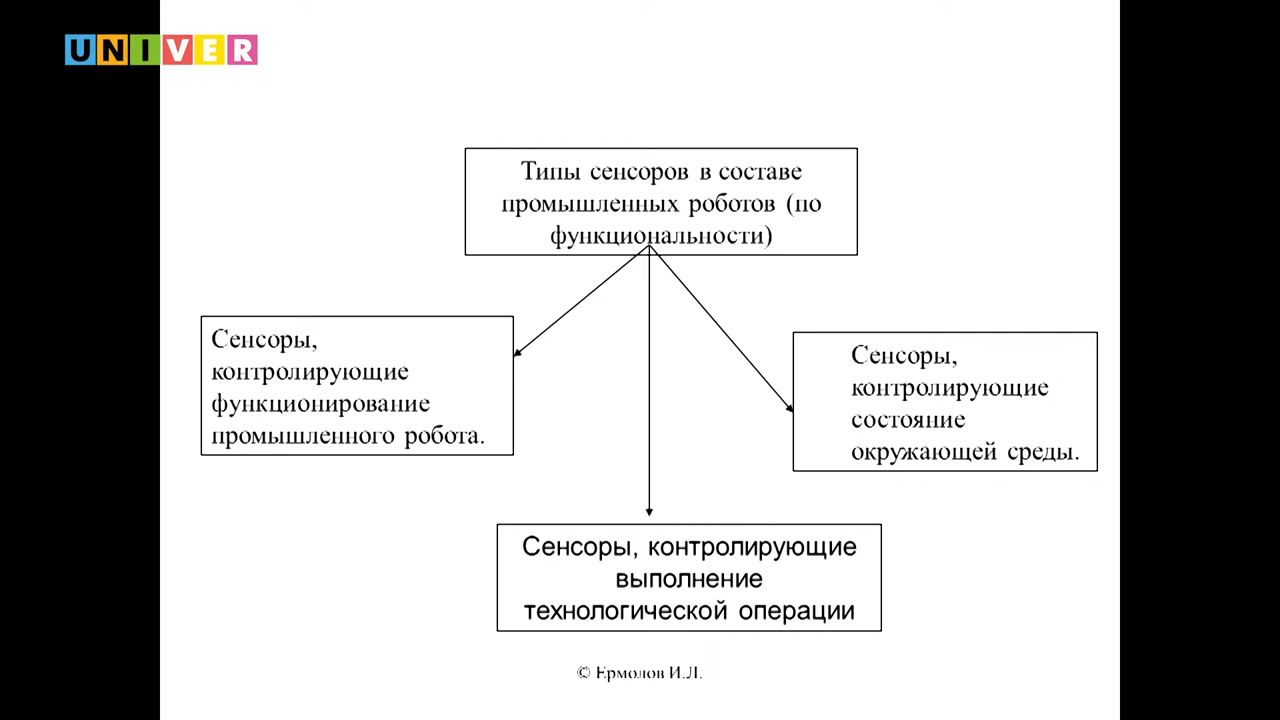 UNIVER
Типы сенсоров в составе
промышленных роботов (по
функциональности)
Сенсоры,
контролирующие
функционирование
промышленного робота.
Сенсоры,
контролирующие
состояние
окружающей среды.
Сенсоры, контролирующие
выполнение
технологической операции
© Ермолов И.Л.